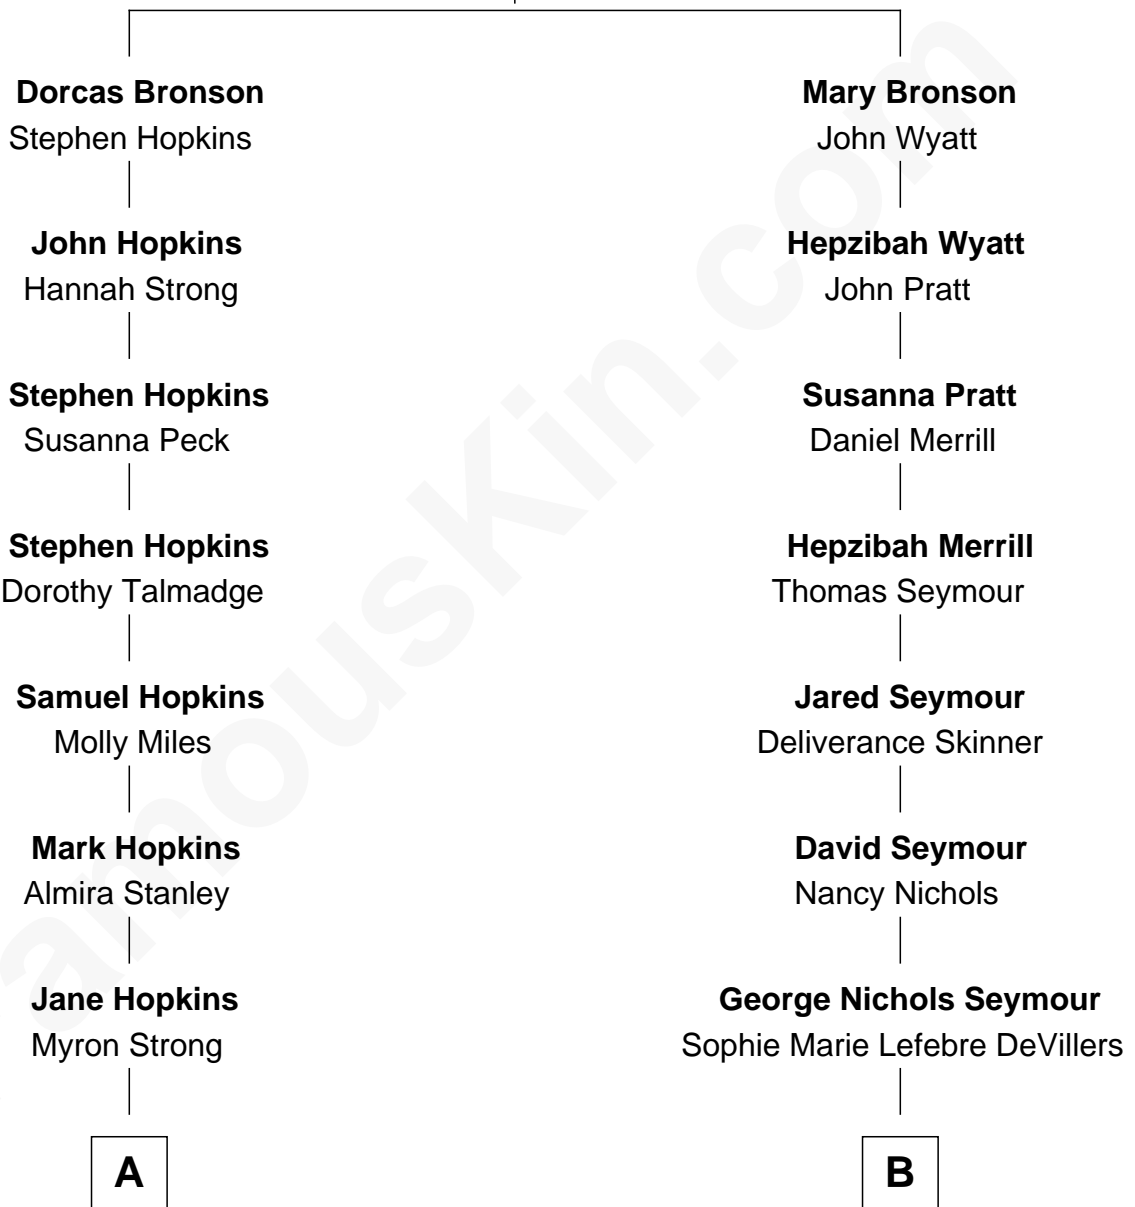 Dorcas Bronson
Stephen Hopkins
John Hopkins
Hannah Strong
Stephen Hopkins
Susanna Peck
Stephen Hopkins
Dorothy Talmadge
Samuel Hopkins
Molly Miles
Mark Hopkins
Almira Stanley
Jane Hopkins
Myron Strong
A
Mary Bronson
John Wyatt
Hepzibah Wyatt
John Pratt
Susanna Pratt
Daniel Merrill
Hepzibah Merrill
Thomas Seymour
Jared Seymour
Deliverance Skinner
David Seymour
Nancy Nichols
George Nichols Seymour
Sophie Marie Lefebre DeVillers
B
amouskin.com